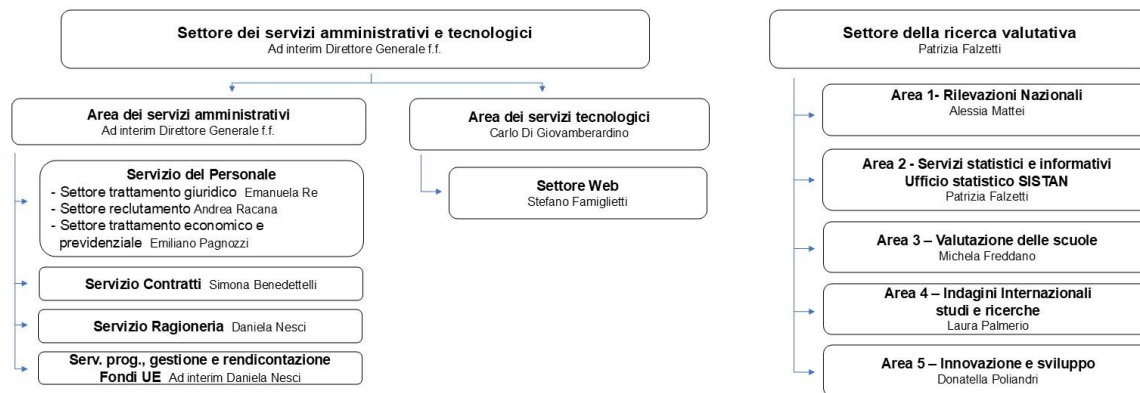 Settore dei servizi amministrativi e tecnologici
Ad interim Direttore Generale f.f.
Area dei servizi amministrativi
Ad interim Direttore Generale f.f.
Servizio del Personale
- Settore trattamento giuridico Emanuela Re
- Settore reclutamento Andrea Racana
- Settore trattamento economico e
previdenziale Emiliano Pagnozzi
Servizio Contratti Simona Benedettelli
Servizio Ragioneria Daniela Nesci
Serv. prog., gestione e rendicontazione
Fondi UE Ad interim Daniela Nesci
Area dei servizi tecnologici
Carlo Di Giovamberardino
Settore Web
Stefano Famiglietti
Settore della ricerca valutativa
Patrizia Falzetti
Area 1- Rilevazioni Nazionali
Alessia Mattei
Area 2 - Servizi statistici e informativi
Ufficio statistico SISTAN
Patrizia Falzetti
Area 3 – Valutazione delle scuole
Michela Freddano
Area 4 – Indagini Internazionali
studi e ricerche
Laura Palmerio
Area 5 – Innovazione e sviluppo
Donatella Poliandri